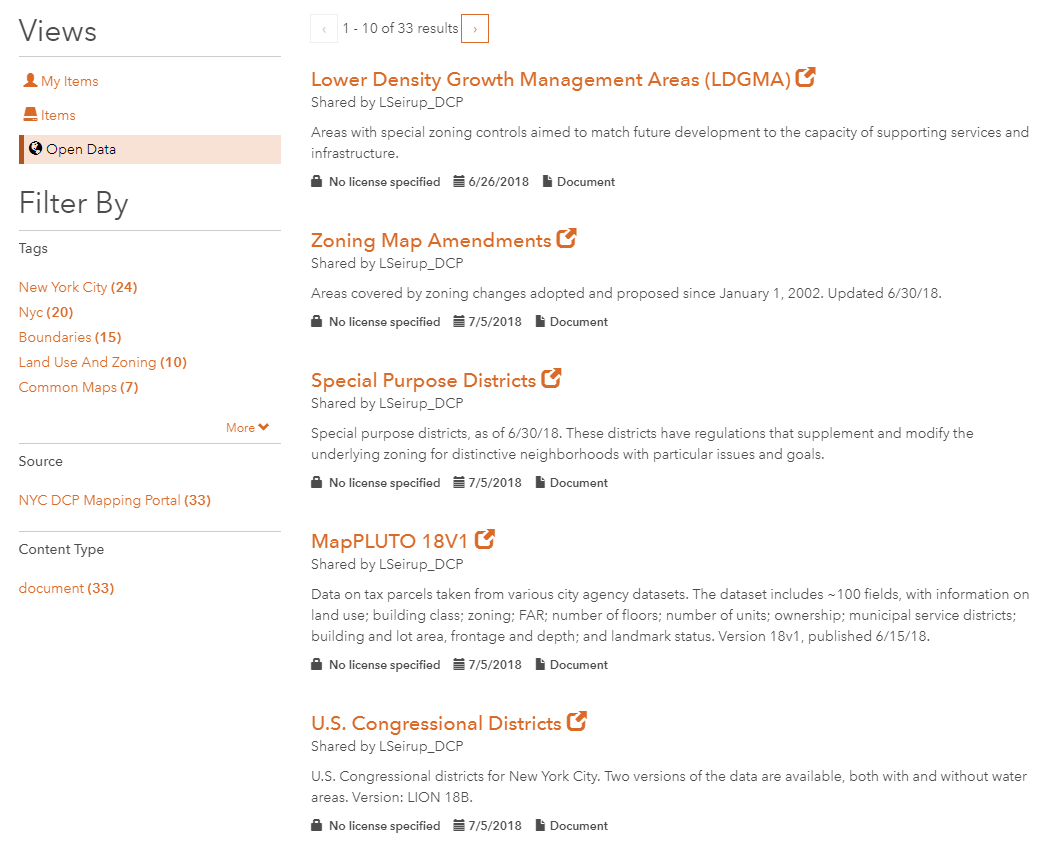 Views
My Items
Items
Open Data
Filter By
Tags
New York City (24)
Nyc (20)
Boundaries (15)
Land Use And Zoning (10)
Common Maps (7)
More
Source
NYC DCP Mapping Portal (33)
Content Type
document (33)
‹ 1 - 10 of 33 results ›
Lower Density Growth Management Areas (LDGMA)
Shared by LSeirup_DCP
Areas with special zoning controls aimed to match future development to the capacity of supporting services and
infrastructure.
No license specified 6/26/2018 Document
Zoning Map Amendments
Shared by LSeirup_DCP
Areas covered by zoning changes adopted and proposed since January 1, 2002. Updated 6/30/18.
No license specified 7/5/2018 Document
Special Purpose Districts
Shared by LSeirup_DCP
Special purpose districts, as of 6/30/18. These districts have regulations that supplement and modify the
underlying zoning for distinctive neighborhoods with particular issues and goals.
No license specified 7/5/2018 Document
MapPLUTO 18V1
Shared by LSeirup_DCP
Data on tax parcels taken from various city agency datasets. The dataset includes ~100 fields, with information on
land use; building class; zoning; FAR; number of floors; number of units; ownership; municipal service districts;
building and lot area, frontage and depth; and landmark status. Version 18v1, published 6/15/18.
No license specified 7/5/2018 Document
U.S. Congressional Districts
Shared by LSeirup_DCP
U.S. Congressional districts for New York City. Two versions of the data are available, both with and without water
areas. Version: LION 18B.
No license specified 7/5/2018 Document